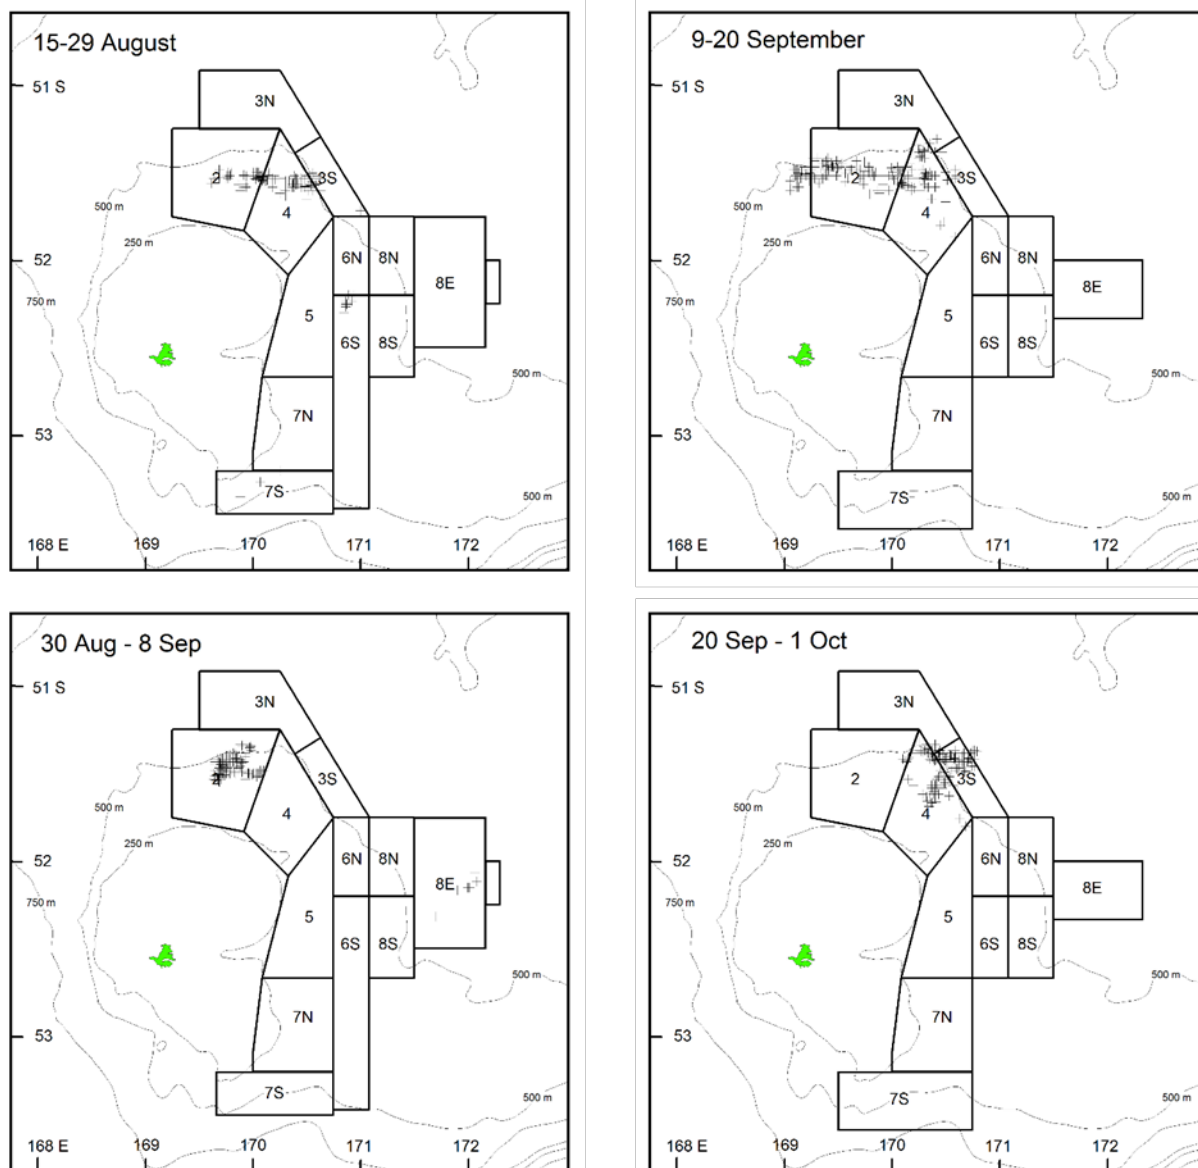 15-29 August
51 S
3N
2
3S
4
500 m
250 m
52
6N
8N
8E
750 m
5
6S
8S
500 m
7N
53
7S
500 m
168 E
169
170
171
172
9-20 September
51 S
3N
2
3S
4
500 m
250 m
52
6N
8N
8E
750 m
5
6S
8S
500 m
7N
53
7S
500 m
168 E
169
170
171
172
30 Aug - 8 Sep
51 S
3N
2
3S
4
500 m
250 m
52
6N
8N
8E
750 m
5
6S
8S
500 m
7N
53
7S
500 m
168 E
169
170
171
172
20 Sep - 1 Oct
51 S
3N
2
3S
4
500 m
250 m
52
6N
8N
8E
750 m
5
6S
8S
500 m
7N
53
7S
500 m
168 E
169
170
171
172